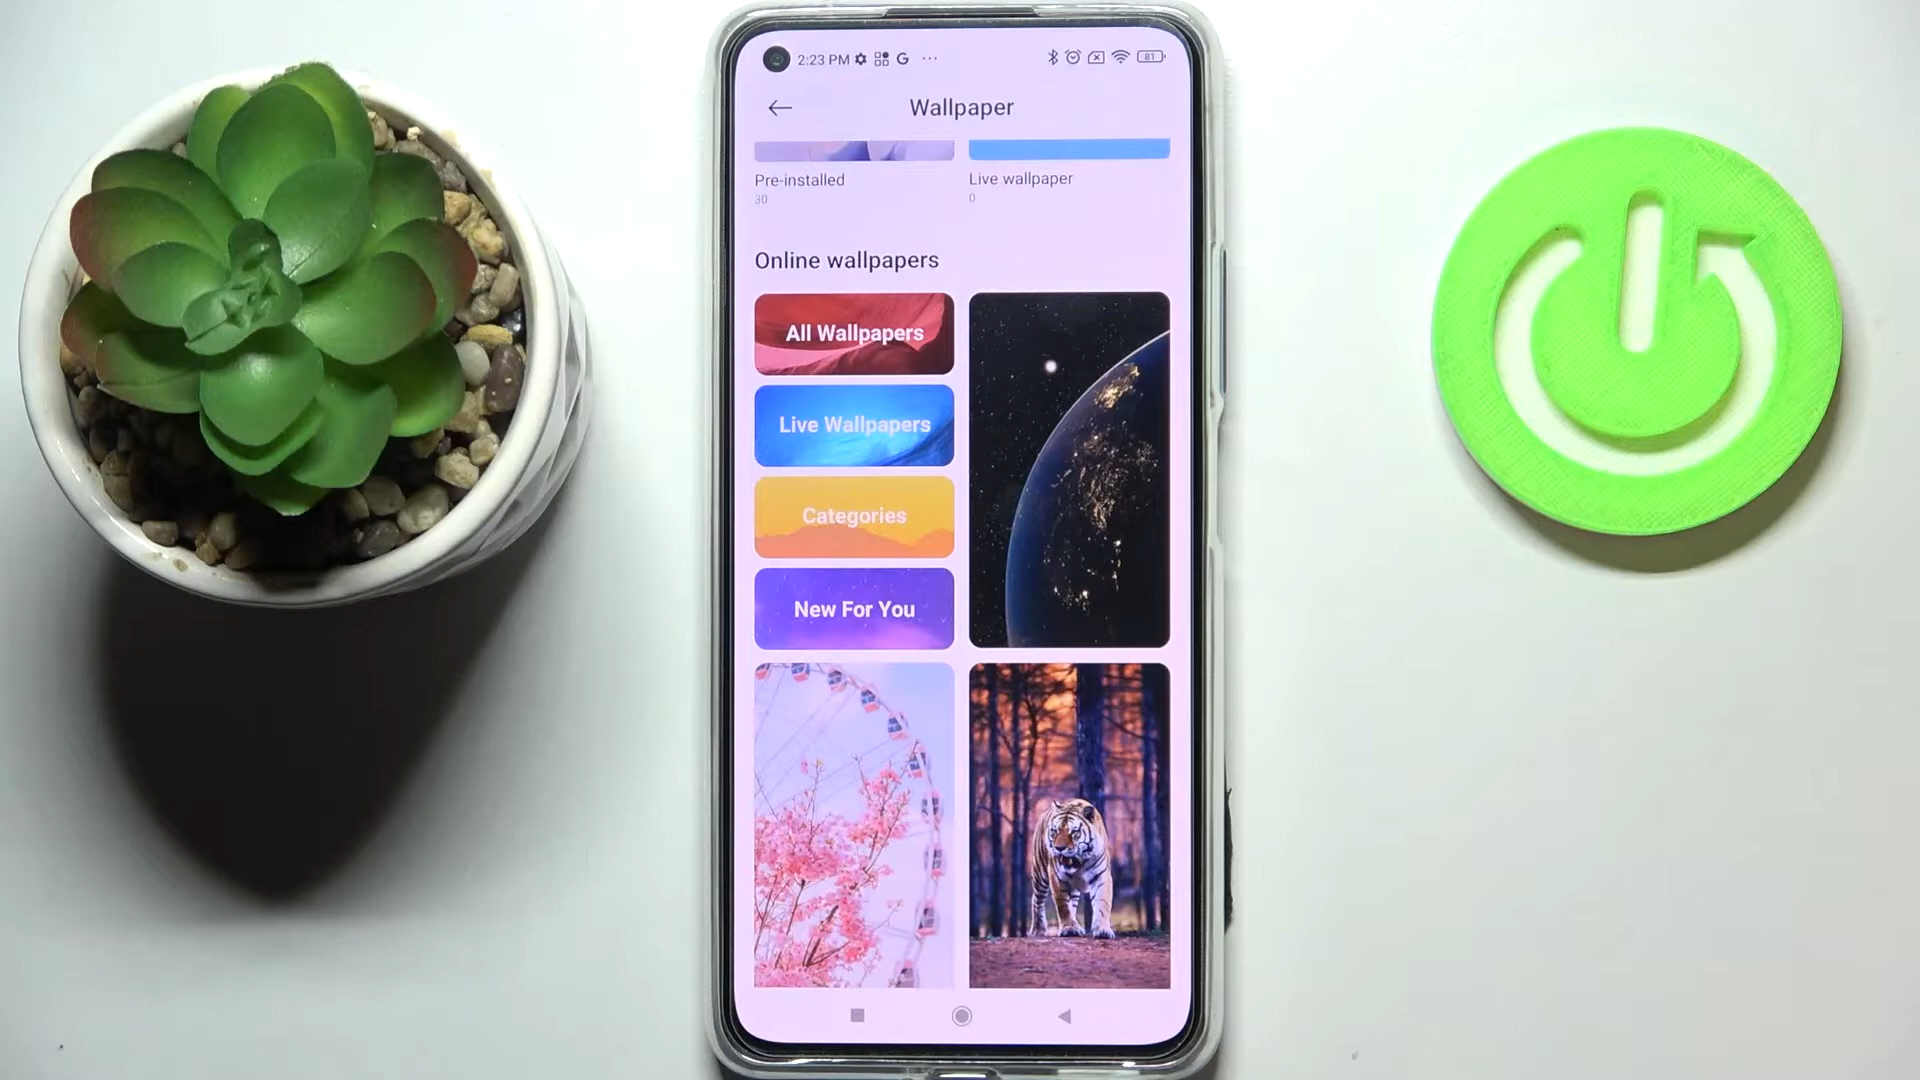 2:23 PM G ...
81
Wallpaper
Pre-installed
30
Live wallpaper
0
Online wallpapers
All Wallpapers
Live Wallpapers
Categories
New For You